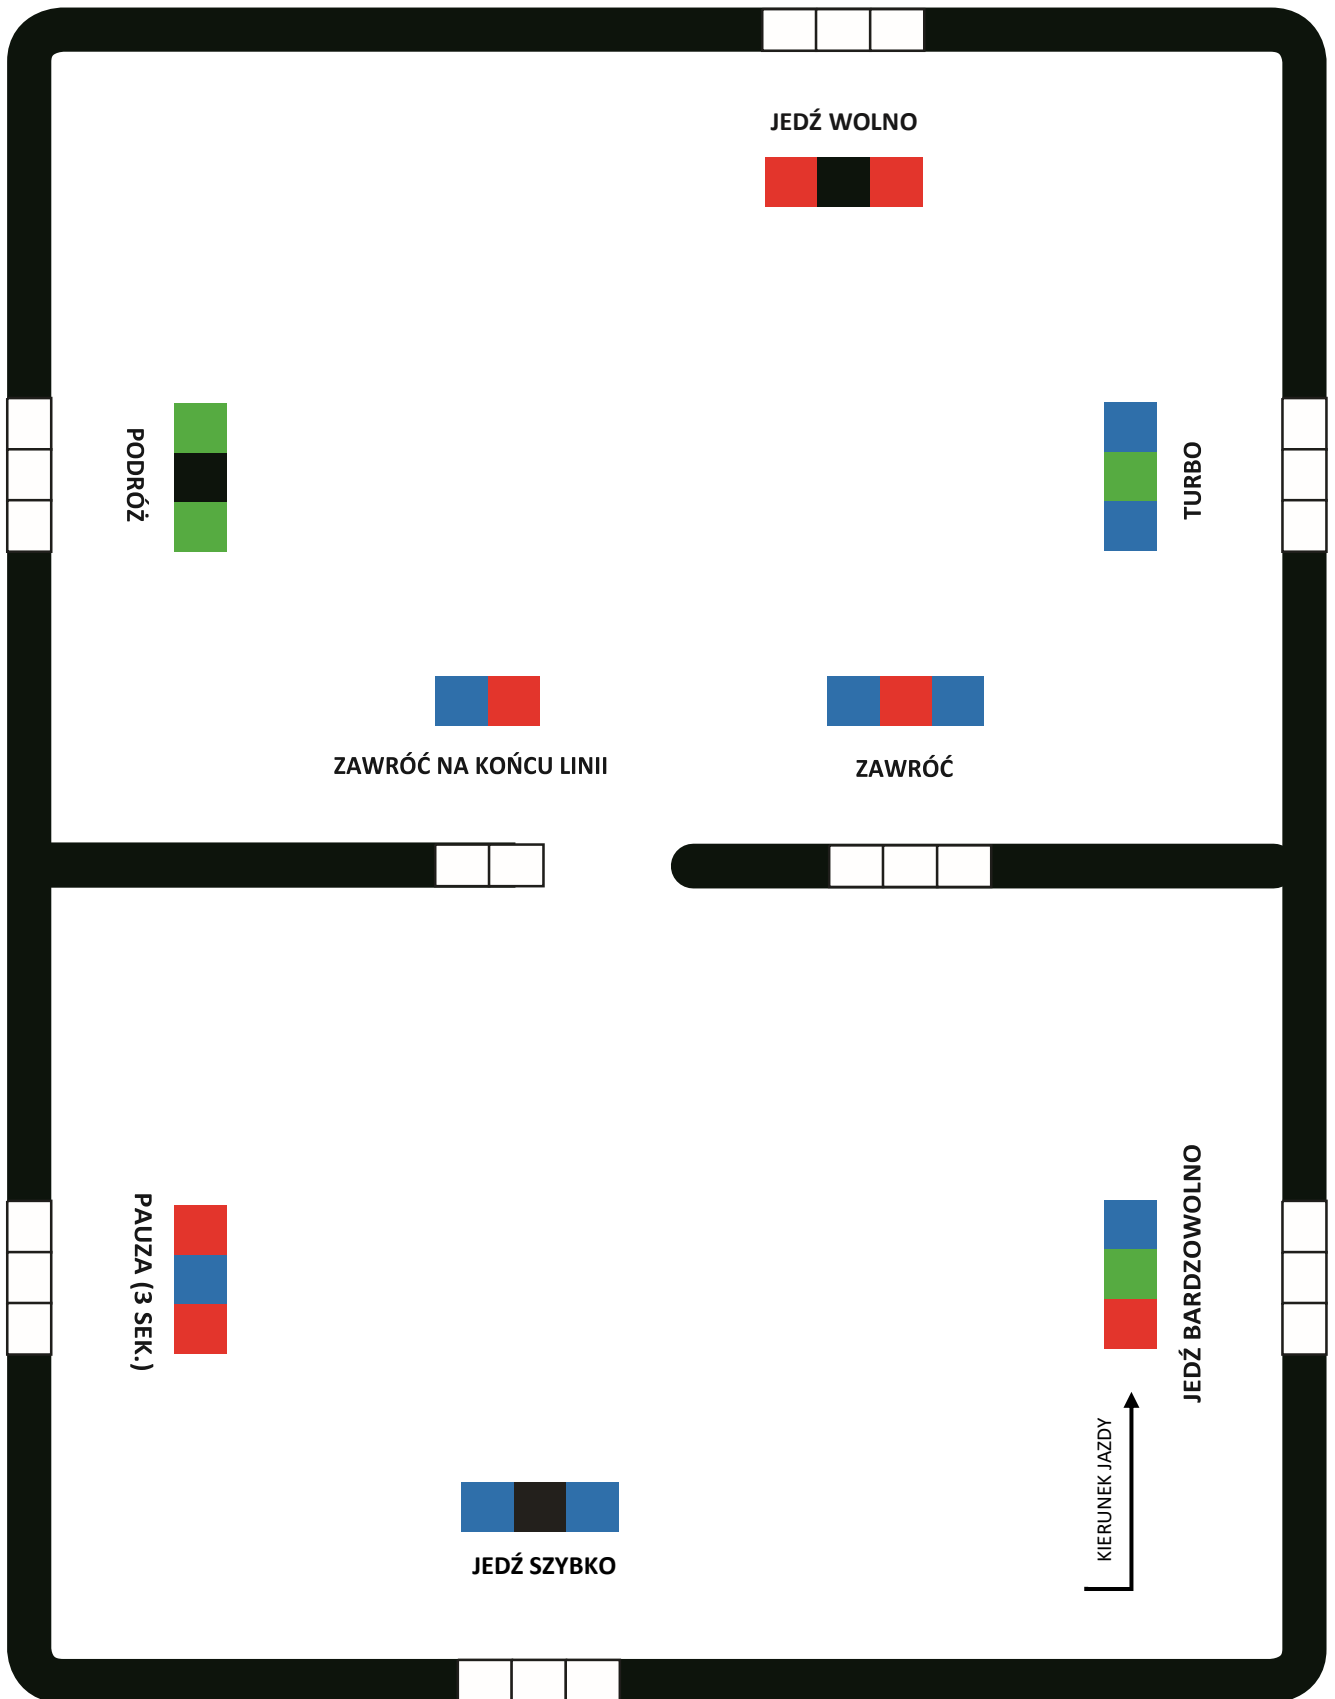 JEDŹ WOLNO
PODRÓŻ
TURBO
ZAWRÓĆ NA KOŃCU LINII
ZAWRÓĆ
PAUZA (3 SEK.)
JEDŹ BARDZOWOLNO
KIERUNEK JAZDY
JEDŹ SZYBKO